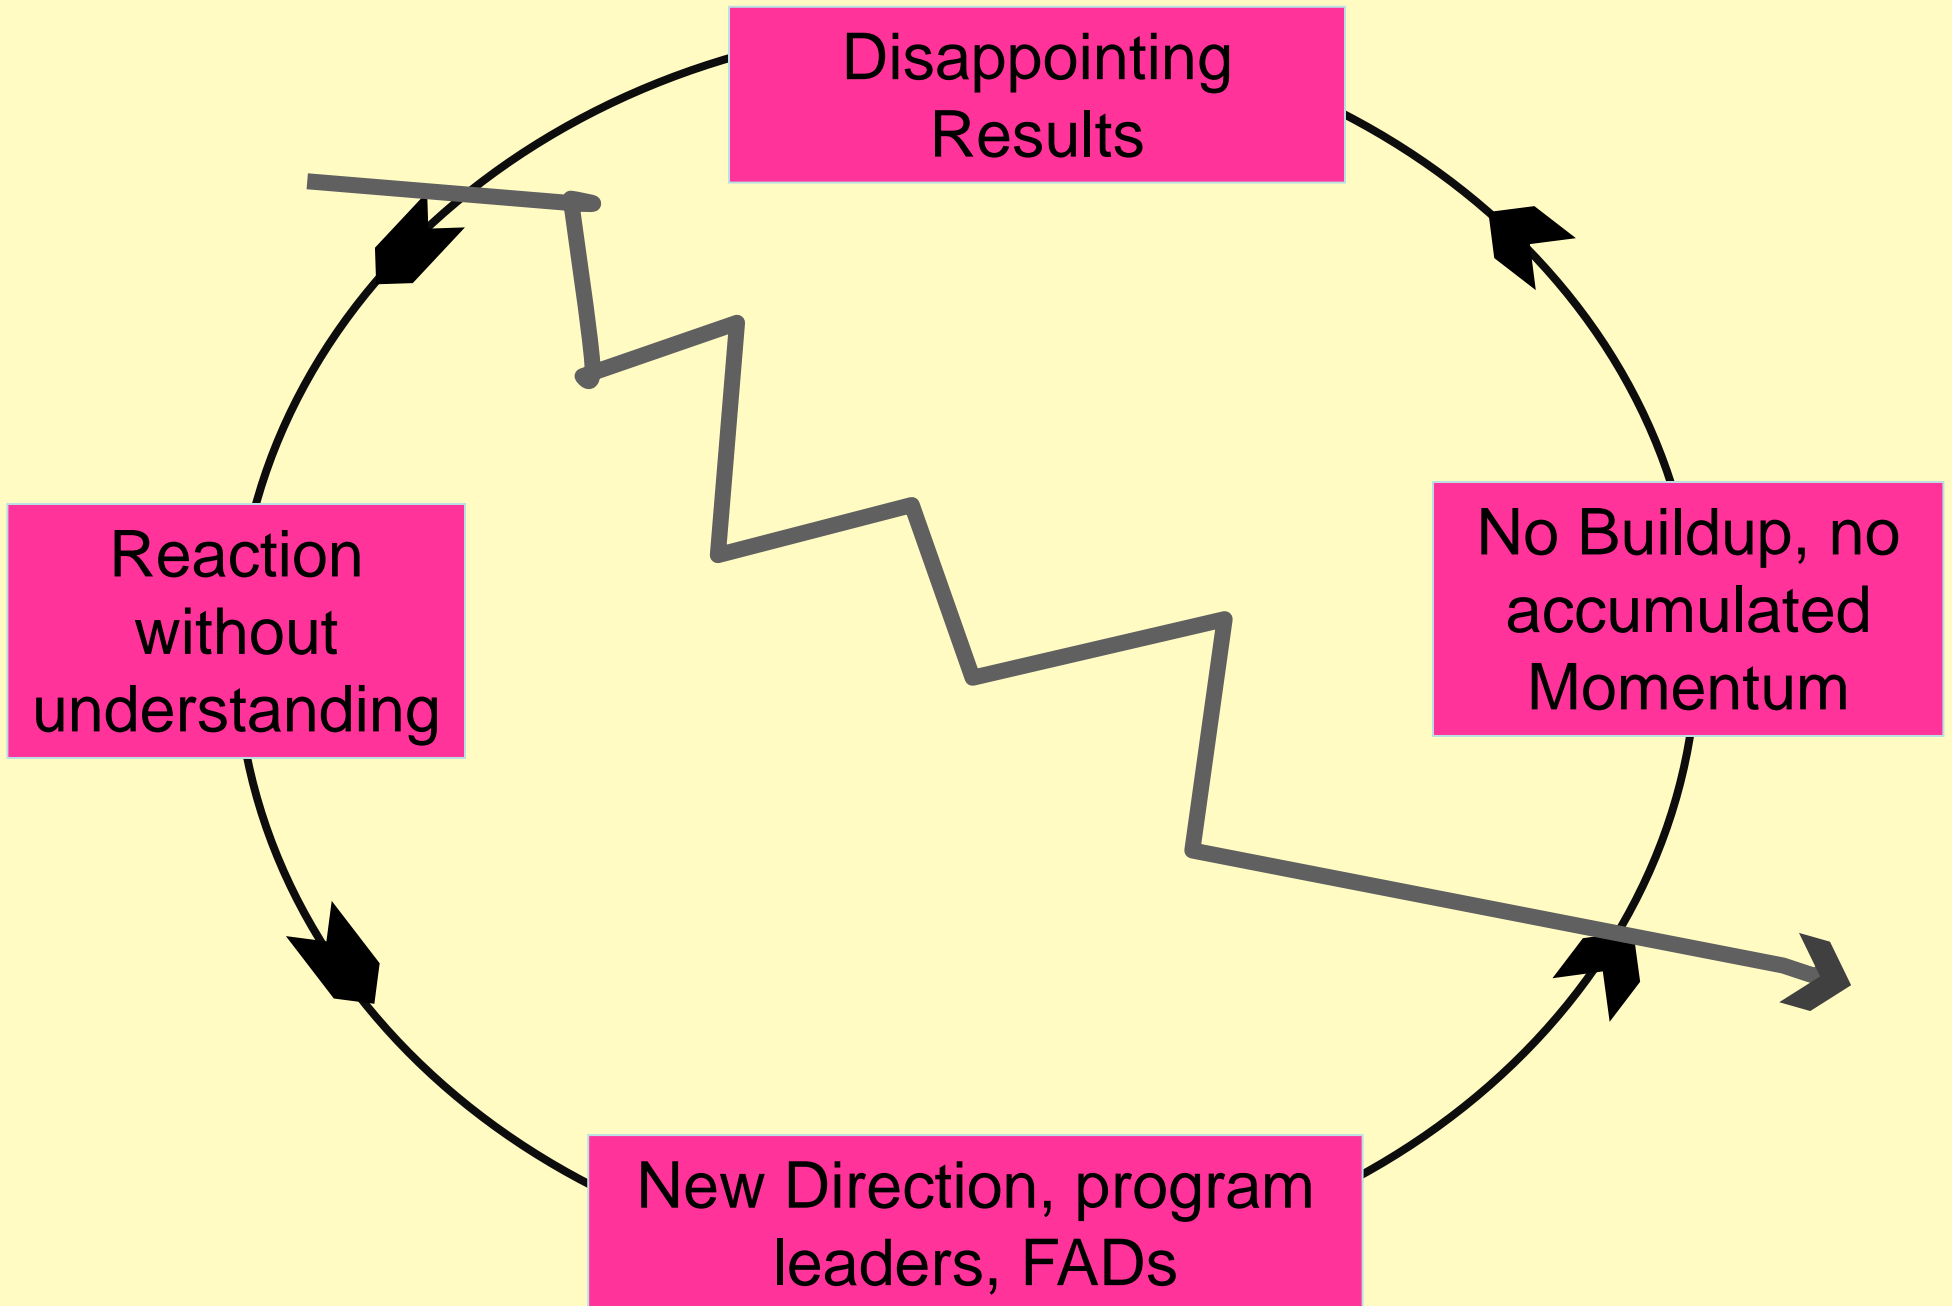 Disappointing
Results
Reaction
without
understanding
No Buildup, no
accumulated
Momentum
New Direction, program
leaders, FADs